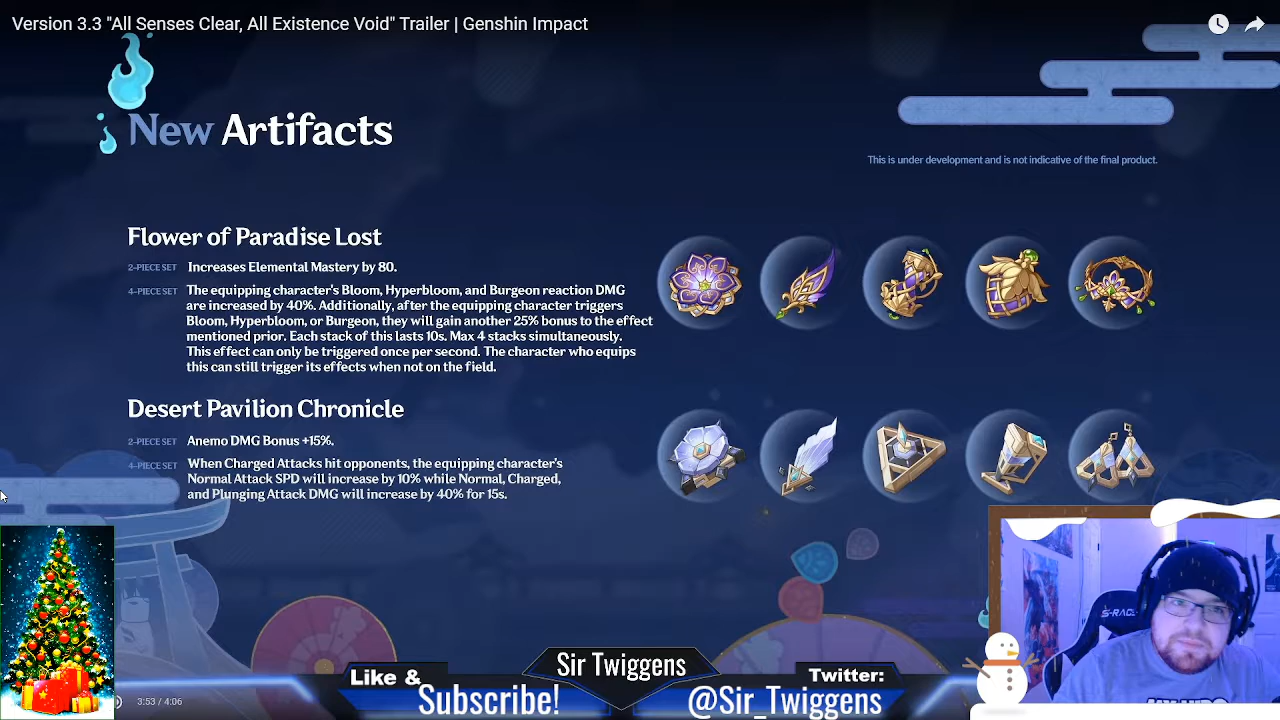 Version 3.3 "All Senses Clear, All Existence Void" Trailer | Genshin Impact
New Artifacts
This is under development and is not indicative of the final product.
Flower of Paradise Lost
2-PIECE SET Increases Elemental Mastery by 80.
4-PIECE SET The equipping character's Bloom, Hyperbloom, and Burgeon reaction DMG
are increased by 40%. Additionally, after the equipping character triggers
Bloom, Hyperbloom, or Burgeon, they will gain another 25% bonus to the effect
mentioned prior. Each stack of this lasts 10s. Max 4 stacks simultaneously.
This effect can only be triggered once per second. The character who equips
this can still trigger its effects when not on the field.
Desert Pavilion Chronicle
2-PIECE SET Anemo DMG Bonus +15%.
4-PIECE SET When Charged Attacks hit opponents, the equipping character's
Normal Attack SPD will increase by 10% while Normal, Charged,
and Plunging Attack DMG will increase by 40% for 15s.
3:53 / 4:06
Like &
Subscribe!
Sir Twiggens
Twitter:
@Sir_Twiggens